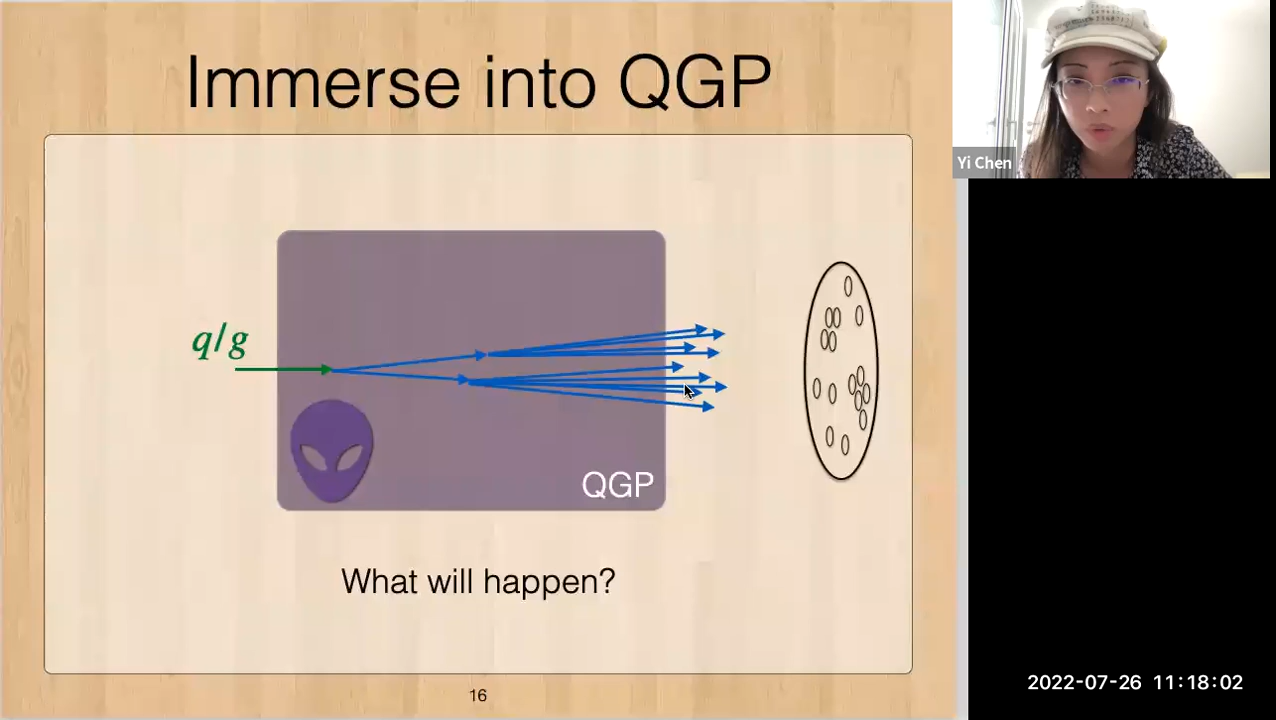 Immerse into QGP
Yi Chen
q/g
QGP
What will happen?
16
2022-07-26 11:18:02